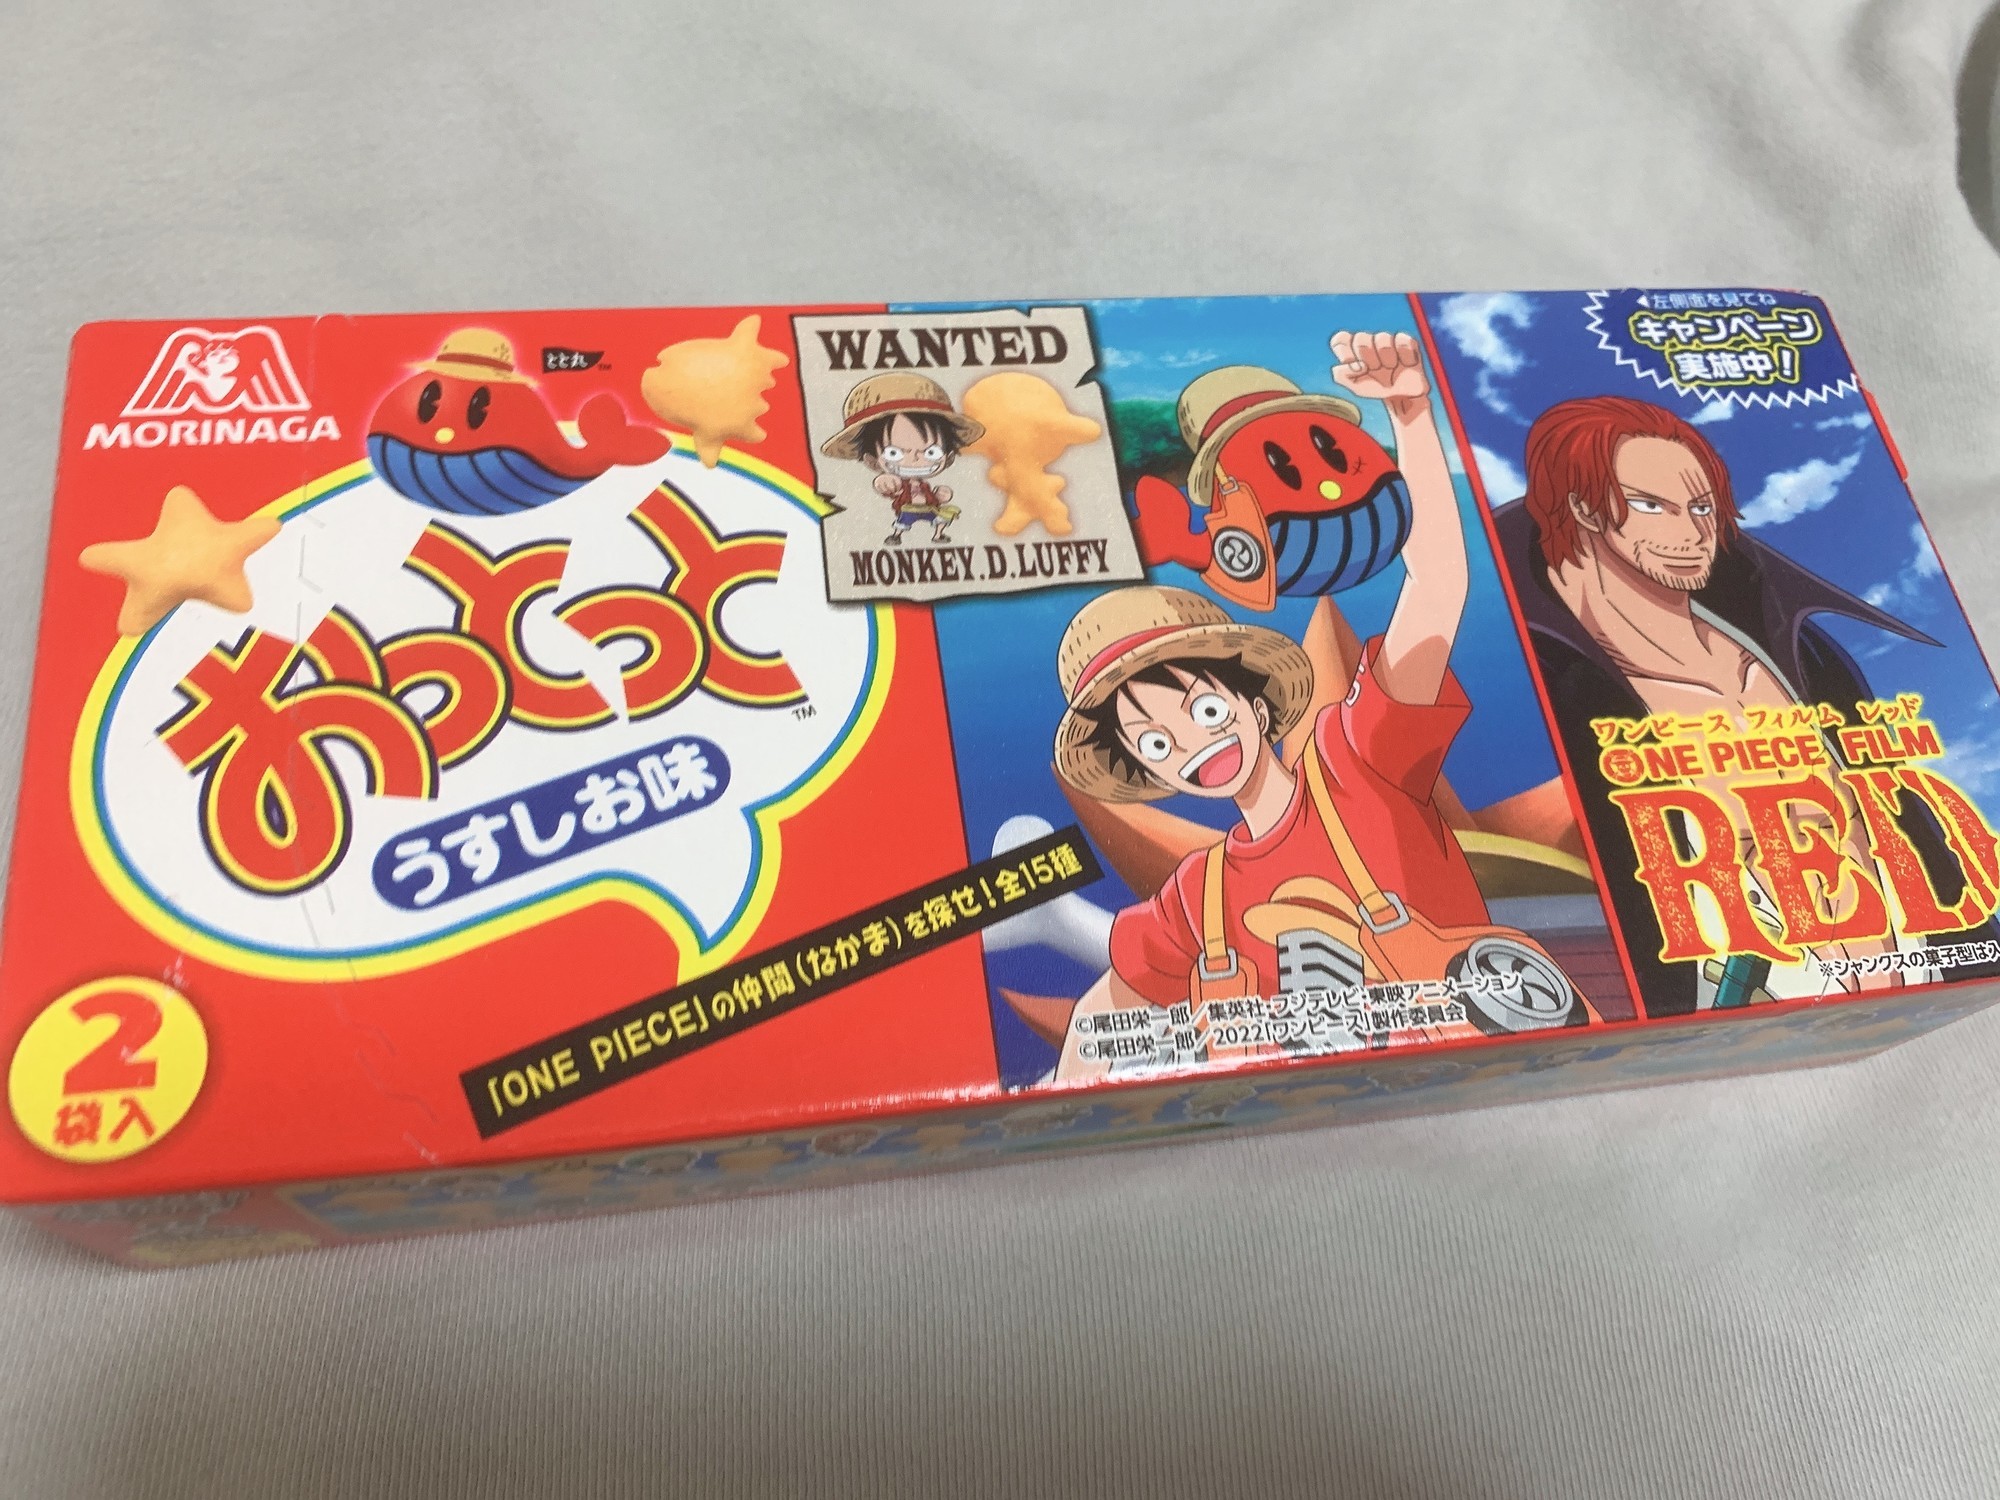 MORINAGA
とと丸 TM
おっとっと TM
うすしお味
2
袋入
WANTED
MONKEY.D.LUFFY
「ONE PIECE」の仲間(なかま)を探せ!全15種
©尾田栄一郎/集英社・フジテレビ・東映アニメーション
©尾田栄一郎/2022「ワンピース」製作委員会
◀左側面を見てね
キャンペーン
実施中!
ワンピース フィルム レッド
ONE PIECE FILM
RED
※シャンクスの菓子型は入